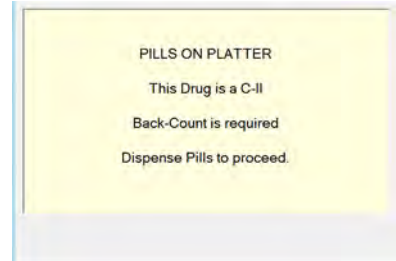 PILLS ON PLATTER
This Drug is a C-II
Back-Count is required
Dispense Pills to proceed.